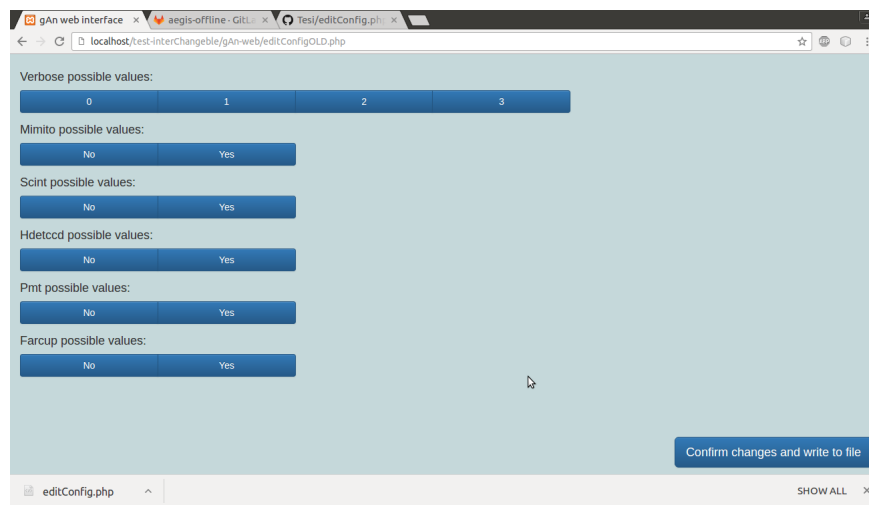 gAn web interface
aegis-offline · GitLa
Tesi/editConfig.php
localhost/test-interChangeble/gAn-web/editConfigOLD.php
Verbose possible values:
0 1 2 3
Mimito possible values:
No Yes
Scint possible values:
No Yes
Hdetccd possible values:
No Yes
Pmt possible values:
No Yes
Farcup possible values:
No Yes
Confirm changes and write to file
editConfig.php
SHOW ALL